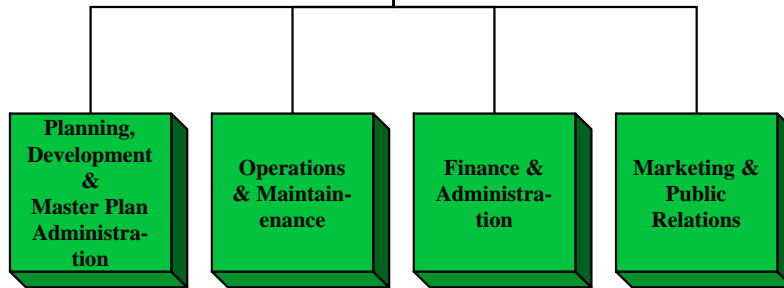 Planning,
Development
&
Master Plan
Administra-
tion
Operations
& Maintain-
enance
Finance &
Administra-
tion
Marketing &
Public
Relations